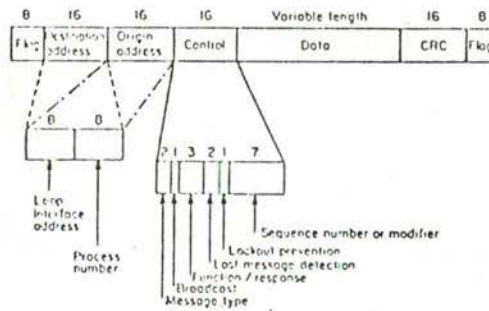 8 16 16 16 Variable length 16 8
Flag Destination address Origin address Control Data CRC Flag
8 8
2 1 3 2 1 7
Loop Interface address
Process number
Sequence number or modifier
Lockout prevention
Lost message detection
Function / response
Broadcast
Message type